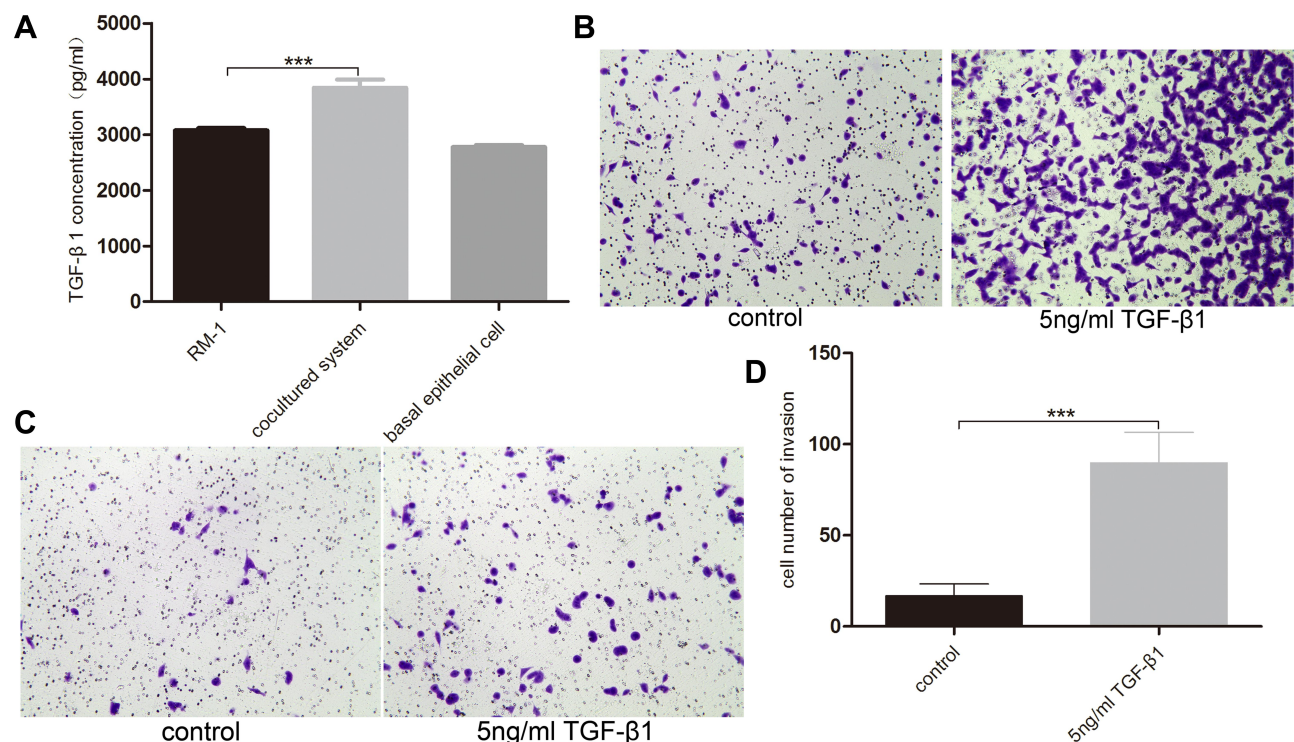 A
TGF-β 1 concentration（pg/ml）
5000
4000
3000
2000
1000
0
***
RM-1
cocultured system
basal epithelial cell
B
control
5ng/ml TGF-β1
C
control
5ng/ml TGF-β1
D
cell number of invasion
150
100
50
0
***
control
5ng/ml TGF-β1